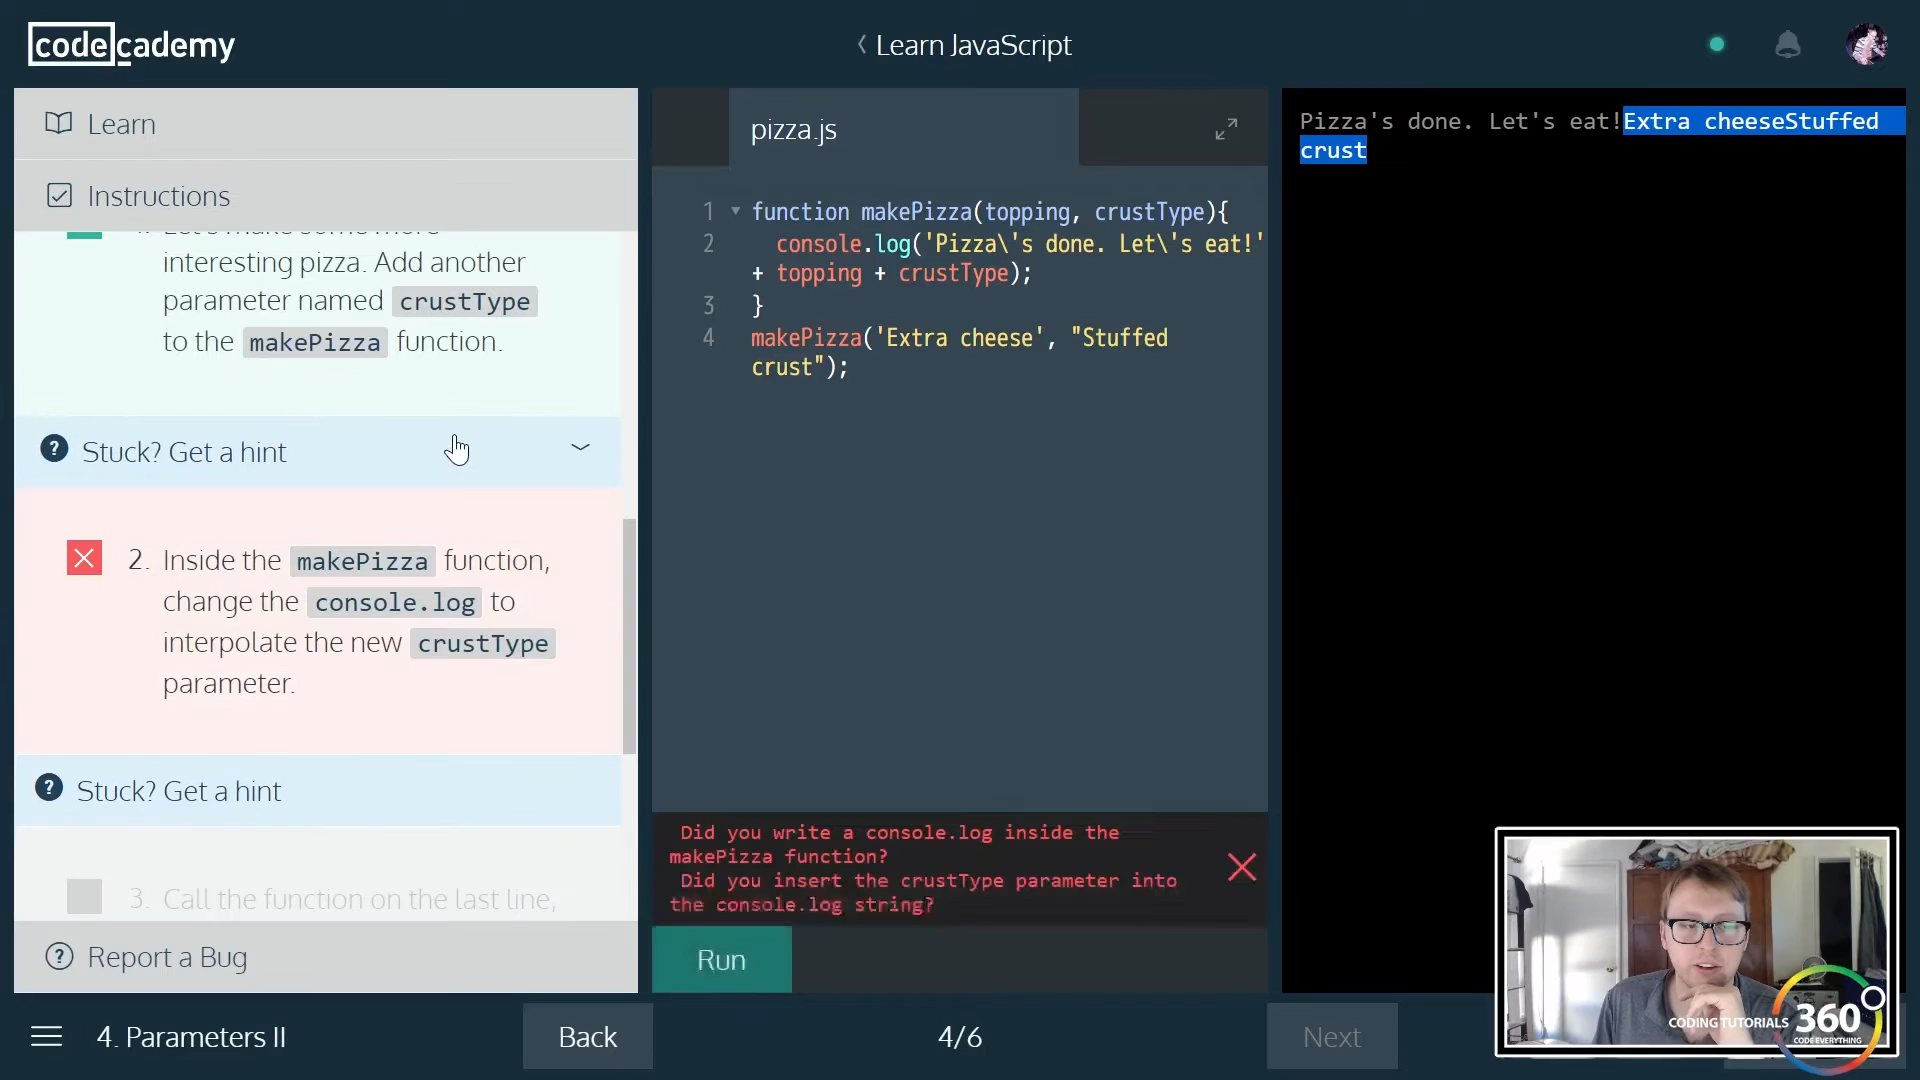 codecademy
Learn JavaScript
Learn
Instructions
interesting pizza. Add another
parameter named crustType
to the makePizza function.
? Stuck? Get a hint
2. Inside the makePizza function,
change the console.log to
interpolate the new crustType
parameter.
? Stuck? Get a hint
3. Call the function on the last line,
? Report a Bug
pizza.js
1 function makePizza(topping, crustType){
2 console.log('Pizza\'s done. Let\'s eat!'
+ topping + crustType);
3 }
4 makePizza('Extra cheese', "Stuffed
crust");
Did you write a console.log inside the
makePizza function?
Did you insert the crustType parameter into
the console.log string?
Run
Pizza's done. Let's eat!Extra cheeseStuffed
crust
4. Parameters II
Back
4/6
Next
CODING TUTORIALS 360
CODE EVERYTHING